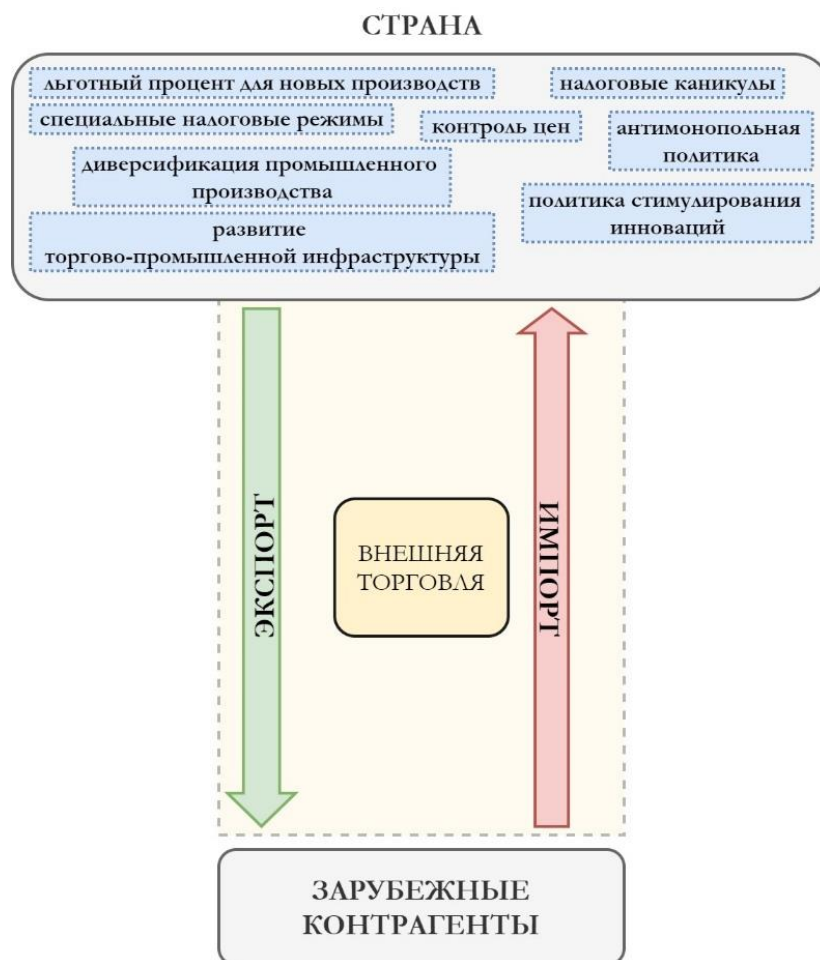 СТРАНА
льготный процент для новых производств
налоговые каникулы
специальные налоговые режимы
контроль цен
антимонопольная
политика
диверсификация промышленного
производства
политика стимулирования
инноваций
развитие
торгово-промышленной инфраструктуры
ЭКСПОРТ
ВНЕШНЯЯ
ТОРГОВЛЯ
ИМПОРТ
ЗАРУБЕЖНЫЕ
КОНТРАГЕНТЫ